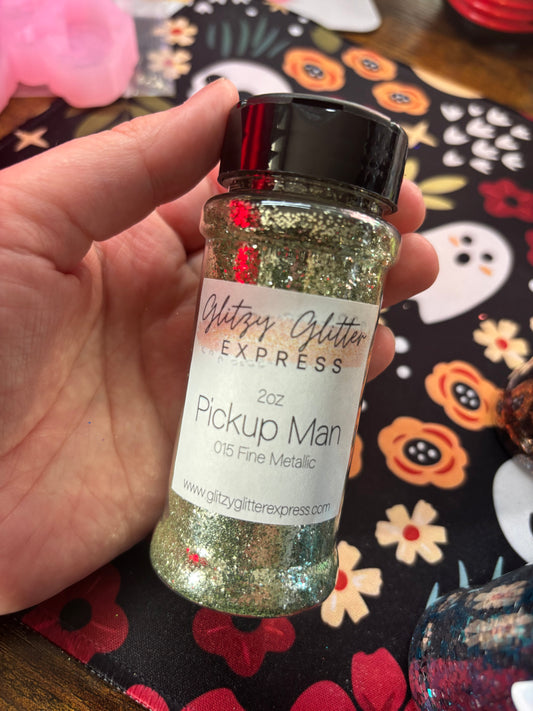 Glitzy Glitter
EXPRESS
2oz
Pickup Man
015 Fine Metallic
www.glitzyglitterexpress.com